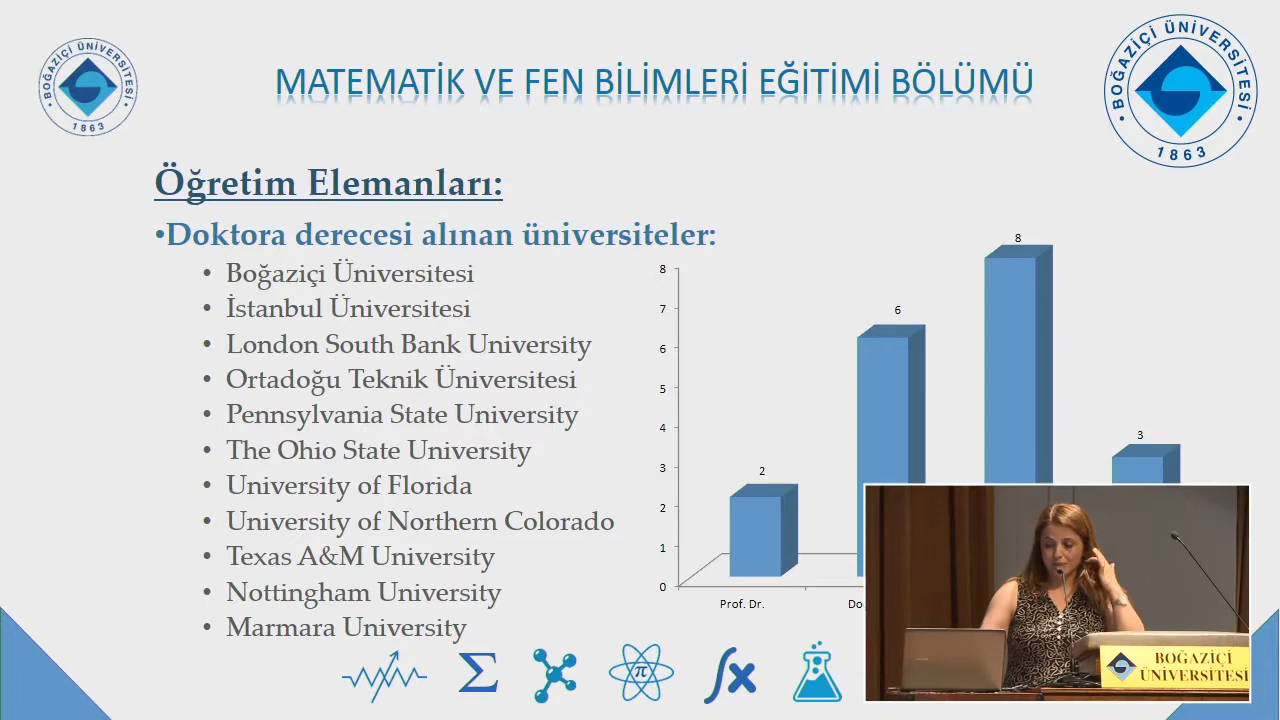 BOĞAZİÇİ ÜNİVERSİTESİ
1863
MATEMATİK VE FEN BİLİMLERİ EĞİTİMİ BÖLÜMÜ
BOĞAZİÇİ ÜNİVERSİTESİ
1863
Öğretim Elemanları:
•Doktora derecesi alınan üniversiteler:
• Boğaziçi Üniversitesi
• İstanbul Üniversitesi
• London South Bank University
• Ortadoğu Teknik Üniversitesi
• Pennsylvania State University
• The Ohio State University
• University of Florida
• University of Northern Colorado
• Texas A&M University
• Nottingham University
• Marmara University
8
7
6
5
4
3
2
1
0
2
6
8
3
Prof. Dr.
Do
Σ
π
∫x
BOĞAZİÇİ
ÜNİVERSİTESİ